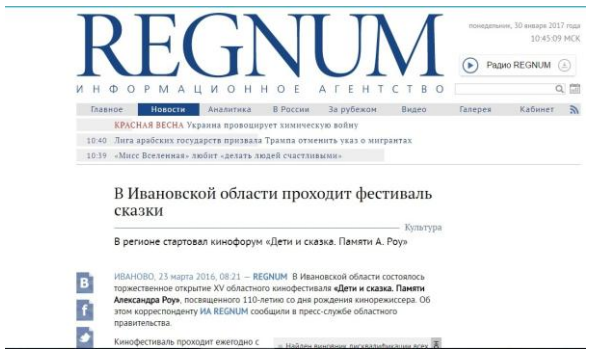 REGNUM
понедельник, 30 января 2017 года
10:45:09 МСК
Радио REGNUM
ИНФОРМАЦИОННОЕ АГЕНТСТВО
Главное Новости Аналитика В России За рубежом Видео Галерея Кабинет
КРАСНАЯ ВЕСНА Украина провоцирует химическую войну
10:40 Лига арабских государств призвала Трампа отменить указ о мигрантах
10:39 «Мисс Вселенная» любит «делать людей счастливыми»
В Ивановской области проходит фестиваль
сказки
Культура
В регионе стартовал кинофорум «Дети и сказка. Памяти А. Роу»
ИВАНОВО, 23 марта 2016, 08:21 — REGNUM В Ивановской области состоялось
торжественное открытие XV областного кинофестиваля «Дети и сказка. Памяти
Александра Роу», посвященного 110-летию со дня рождения кинорежиссера. Об
этом корреспонденту ИА REGNUM сообщили в пресс-службе областного
правительства.
Кинофестиваль проходит ежегодно с
Найден виновник дисквалификации всех